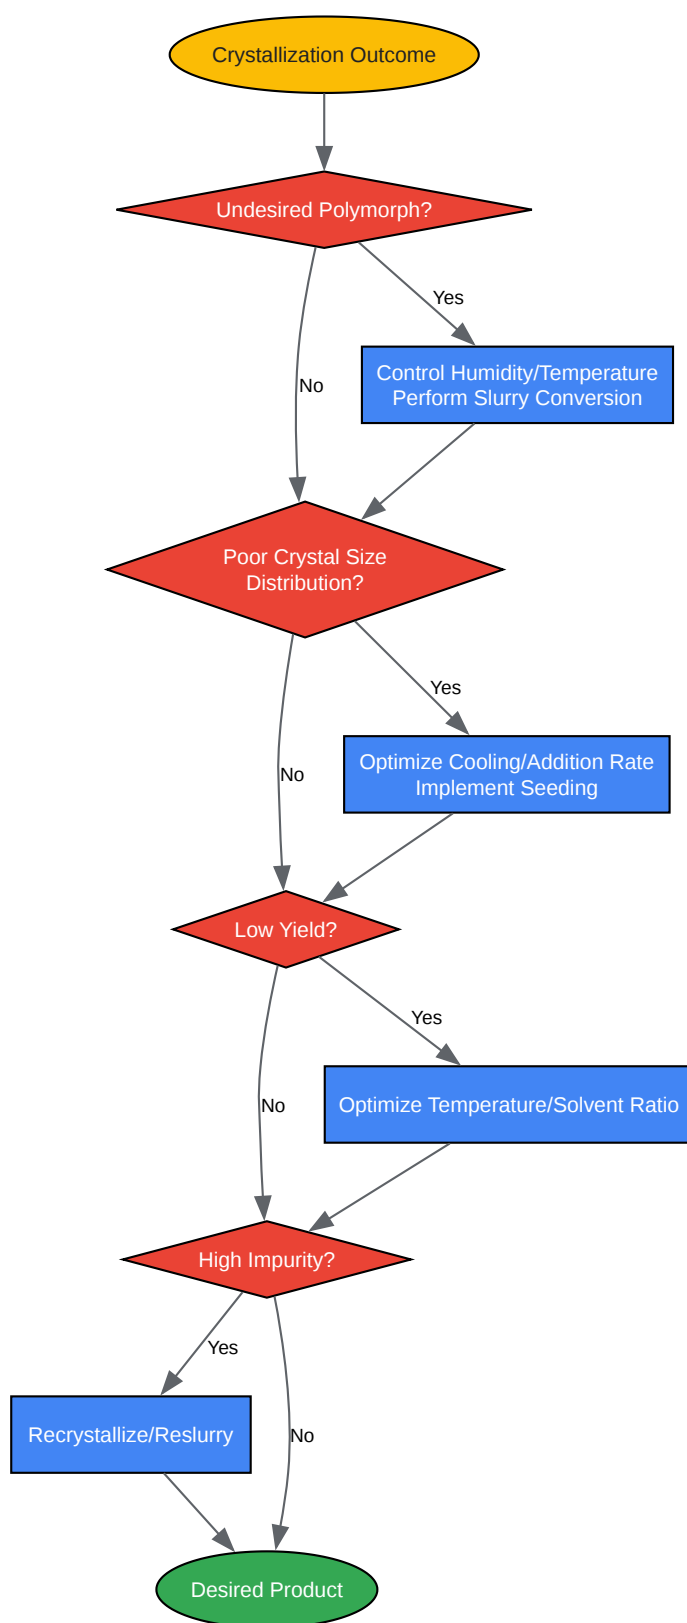 Crystallization Outcome
Undesired Polymorph?
Yes
No
Control Humidity/Temperature
Perform Slurry Conversion
Poor Crystal Size
Distribution?
Yes
No
Optimize Cooling/Addition Rate
Implement Seeding
Low Yield?
Yes
No
Optimize Temperature/Solvent Ratio
High Impurity?
Yes
No
Recrystallize/Reslurry
Desired Product